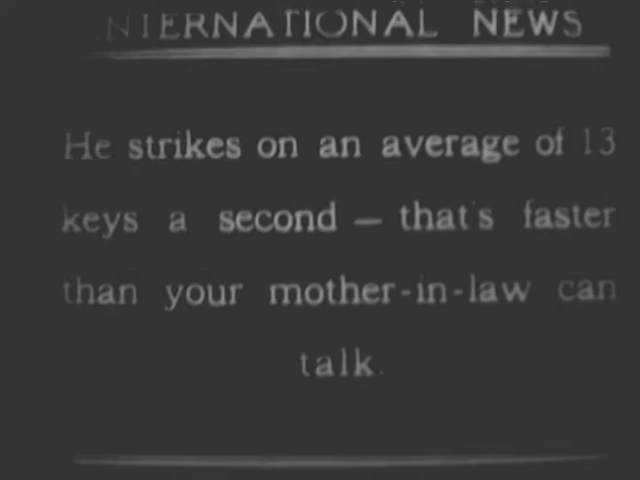 INTERNATIONAL NEWS
He strikes on an average of 13
keys a second — that's faster
than your mother-in-law can
talk.